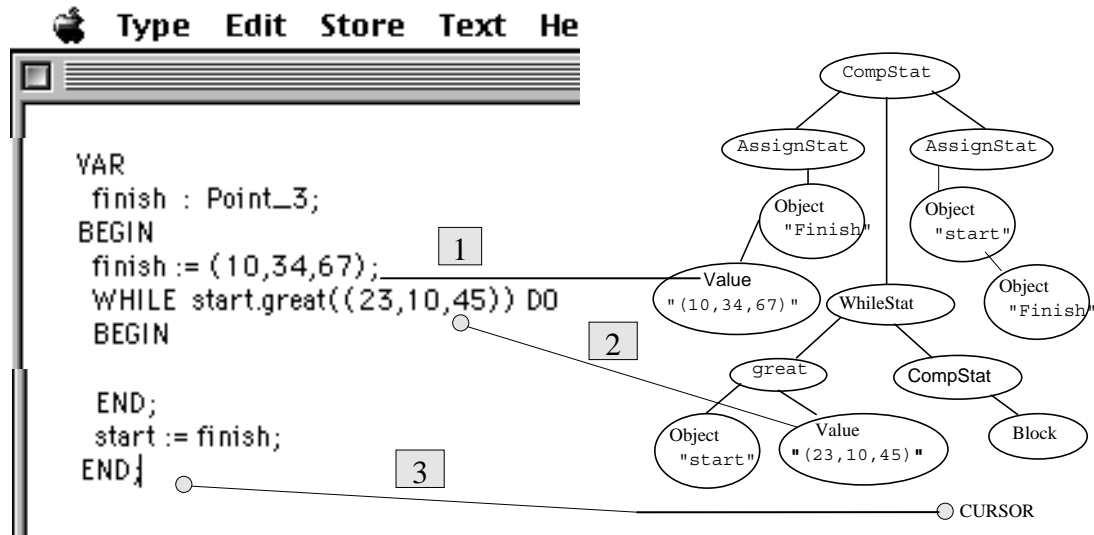 Type Edit Store Text He
VAR
finish : Point_3;
BEGIN
finish := (10,34,67);
WHILE start.great((23,10,45)) DO
BEGIN
END;
start := finish;
END;
1
2
3
CompStat
AssignStat
AssignStat
Object
"Finish"
Object
"start"
Value
"(10,34,67)"
Object
"Finish"
WhileStat
great
CompStat
Object
"start"
Value
"(23,10,45)"
Block
CURSOR